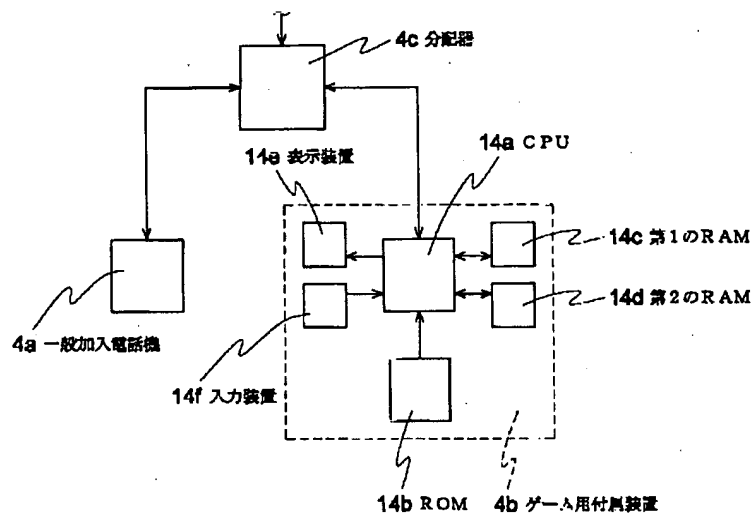 4c 分配器
14e 表示装置
14a CPU
14c 第1のRAM
14d 第2のRAM
4a 一般加入電話機
14f 入力装置
14b ROM
4b ゲーム用付属装置